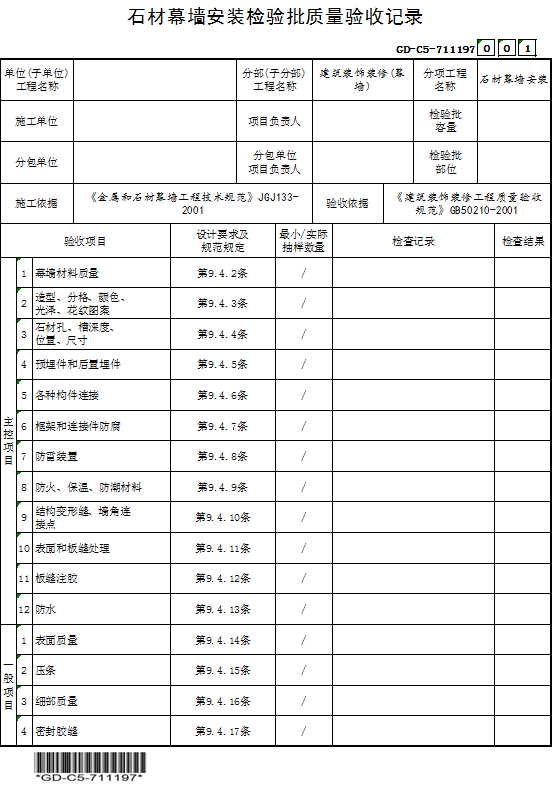 石材幕墙安装检验批质量验收记录
GD-C5-711197 0 0 1
单位(子单位)
工程名称
分部(子分部)
工程名称
建筑装饰装修(幕
墙)
分项工程
名称
石材幕墙安装
施工单位
项目负责人
检验批
容量
分包单位
分包单位
项目负责人
检验批
部位
施工依据
《金属和石材幕墙工程技术规范》JGJ133-
2001
验收依据
《建筑装饰装修工程质量验收
规范》GB50210-2001
验收项目
设计要求及
规范规定
最小/实际
抽样数量
检查记录
检查结果
主控项目
1 幕墙材料质量 第9.4.2条 /
2 造型、分格、颜色、
光泽、花纹图案 第9.4.3条 /
3 石材孔、槽深度、
位置、尺寸 第9.4.4条 /
4 预埋件和后置埋件 第9.4.5条 /
5 各种构件连接 第9.4.6条 /
6 框架和连接件防腐 第9.4.7条 /
7 防雷装置 第9.4.8条 /
8 防火、保温、防潮材料 第9.4.9条 /
9 结构变形缝、墙角连
接点 第9.4.10条 /
10 表面和板缝处理 第9.4.11条 /
11 板缝注胶 第9.4.12条 /
12 防水 第9.4.13条 /
一般项目
1 表面质量 第9.4.14条 /
2 压条 第9.4.15条 /
3 细部质量 第9.4.16条 /
4 密封胶缝 第9.4.17条 /
*GD-C5-711197*